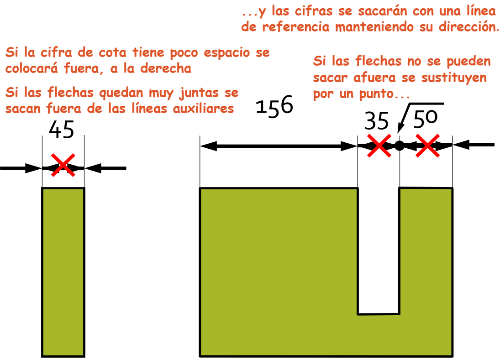 ...y las cifras se sacarán con una línea
de referencia manteniendo su dirección.
Si la cifra de cota tiene poco espacio se
colocará fuera, a la derecha
Si las flechas no se pueden
sacar afuera se sustituyen
por un punto...
Si las flechas quedan muy juntas se
sacan fuera de las líneas auxiliares
156
45
35
50